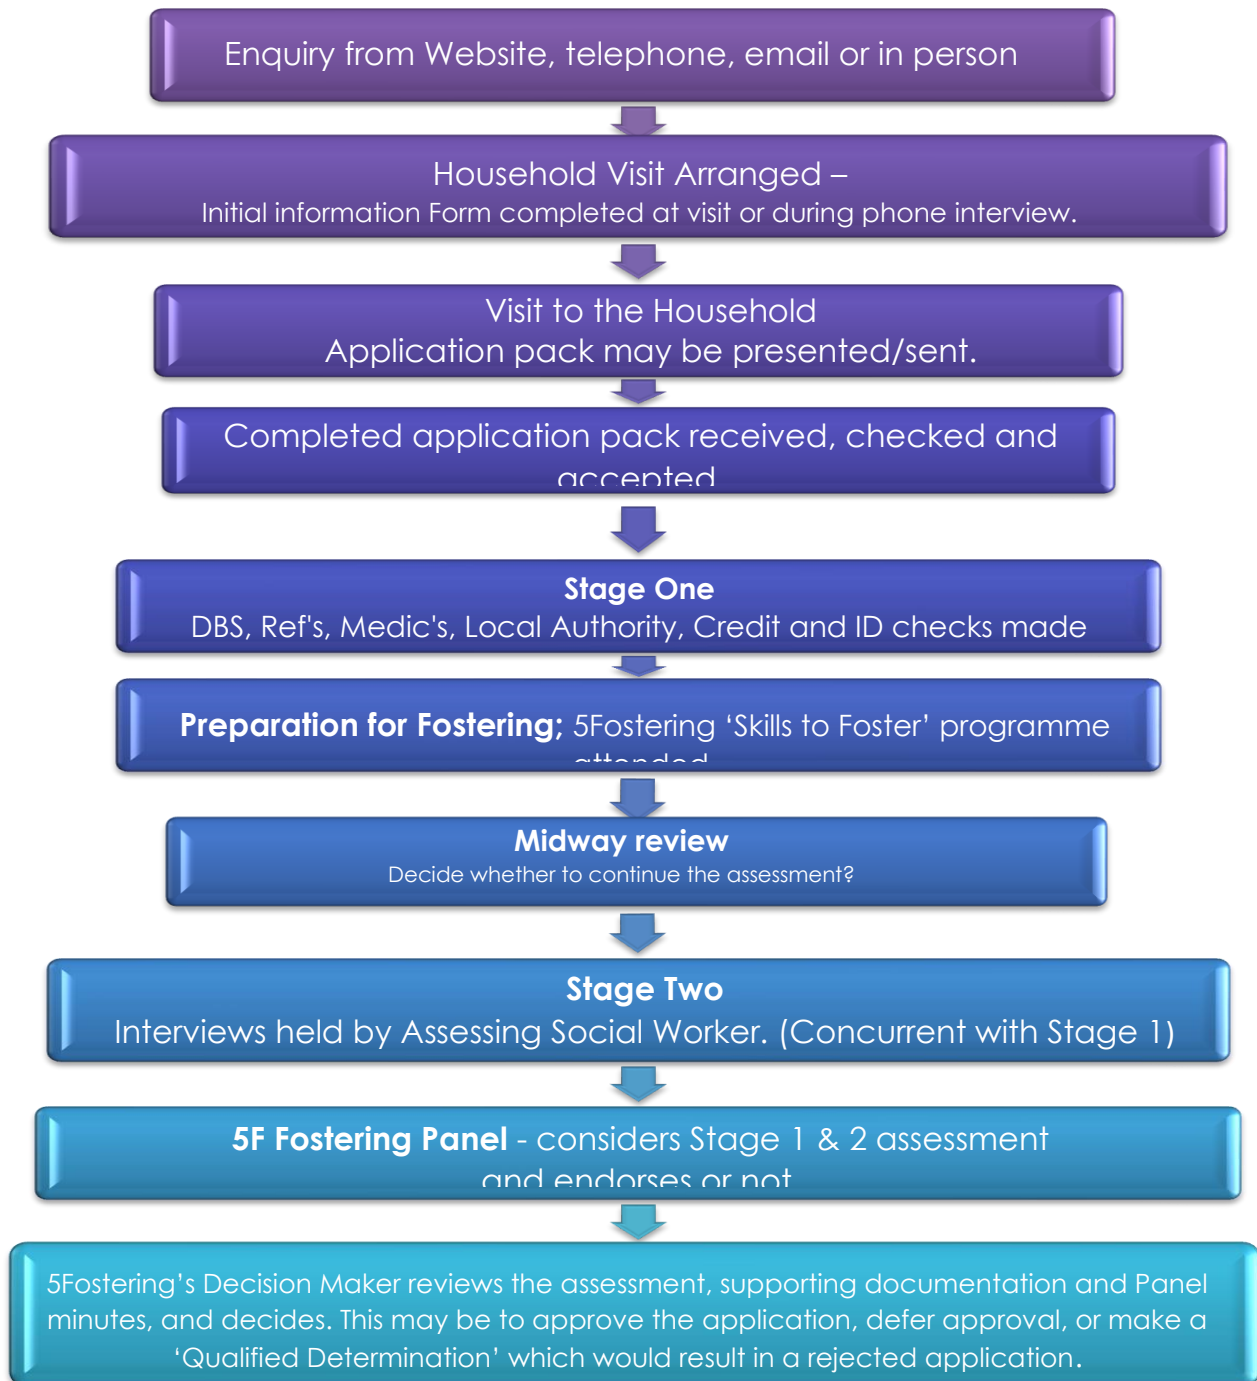 Enquiry from Website, telephone, email or in person
Household Visit Arranged –
Initial information Form completed at visit or during phone interview.
Visit to the Household
Application pack may be presented/sent.
Completed application pack received, checked and
accepted
Stage One
DBS, Ref's, Medic's, Local Authority, Credit and ID checks made
Preparation for Fostering; 5Fostering ‘Skills to Foster’ programme
attended
Midway review
Decide whether to continue the assessment?
Stage Two
Interviews held by Assessing Social Worker. (Concurrent with Stage 1)
5F Fostering Panel - considers Stage 1 & 2 assessment
and endorses or not
5Fostering’s Decision Maker reviews the assessment, supporting documentation and Panel
minutes, and decides. This may be to approve the application, defer approval, or make a
‘Qualified Determination’ which would result in a rejected application.